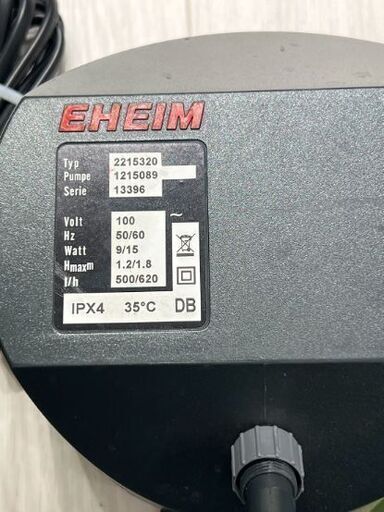 EHEIM
Typ 2215320
Pumpe 1215089
Serie 13396
Volt 100 ~
Hz 50/60
Watt 9/15
Hmaxm 1.2/1.8
l/h 500/620
IPX4 35°C DB